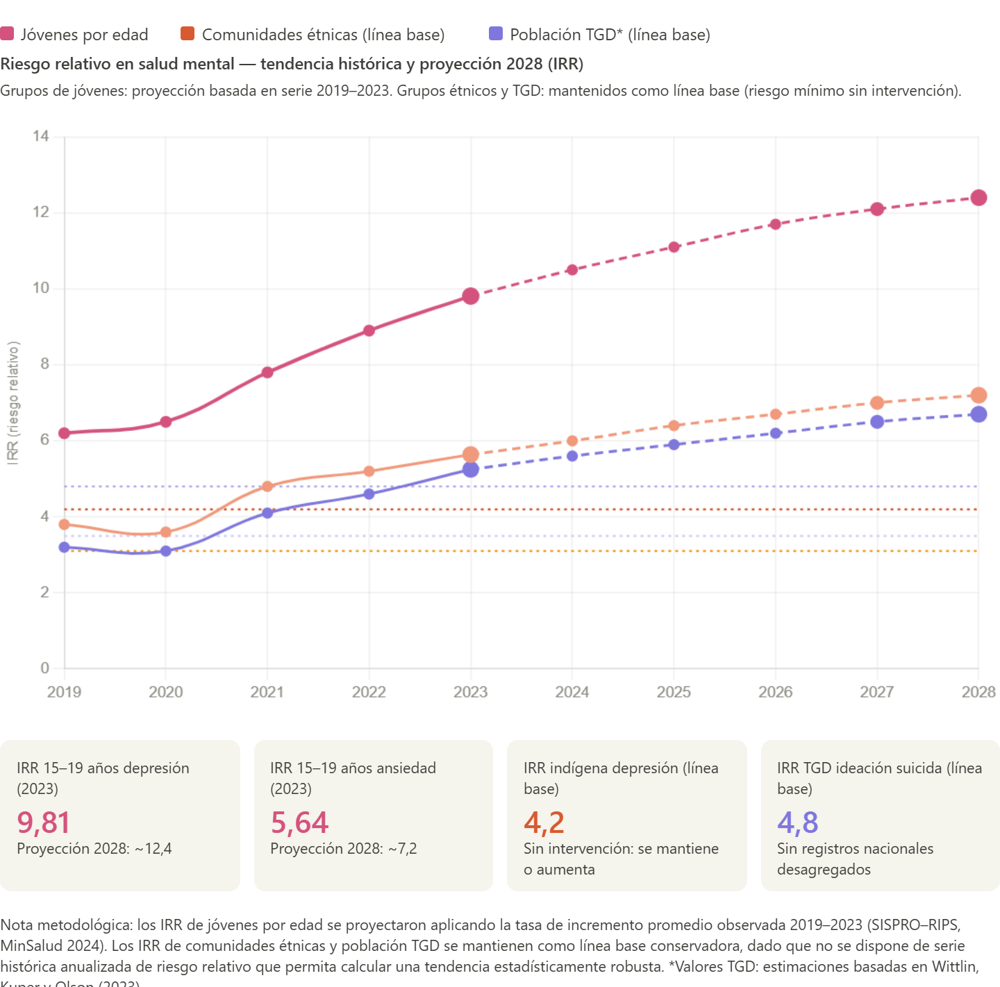 Jóvenes por edad
Comunidades étnicas (línea base)
Población TGD* (línea base)
Riesgo relativo en salud mental — tendencia histórica y proyección 2028 (IRR)
Grupos de jóvenes: proyección basada en serie 2019–2023. Grupos étnicos y TGD: mantenidos como línea base (riesgo mínimo sin intervención).
IRR (riesgo relativo)
14
12
10
8
6
4
2
0
2019
2020
2021
2022
2023
2024
2025
2026
2027
2028
IRR 15–19 años depresión
(2023)
9,81
Proyección 2028: ~12,4
IRR 15–19 años ansiedad
(2023)
5,64
Proyección 2028: ~7,2
IRR indígena depresión (línea
base)
4,2
Sin intervención: se mantiene
o aumenta
IRR TGD ideación suicida (línea
base)
4,8
Sin registros nacionales
desagregados
Nota metodológica: los IRR de jóvenes por edad se proyectaron aplicando la tasa de incremento promedio observada 2019–2023 (SISPRO–RIPS,
MinSalud 2024). Los IRR de comunidades étnicas y población TGD se mantienen como línea base conservadora, dado que no se dispone de serie
histórica anualizada de riesgo relativo que permita calcular una tendencia estadísticamente robusta. *Valores TGD: estimaciones basadas en Wittlin,
Kuper y Olson (2023)